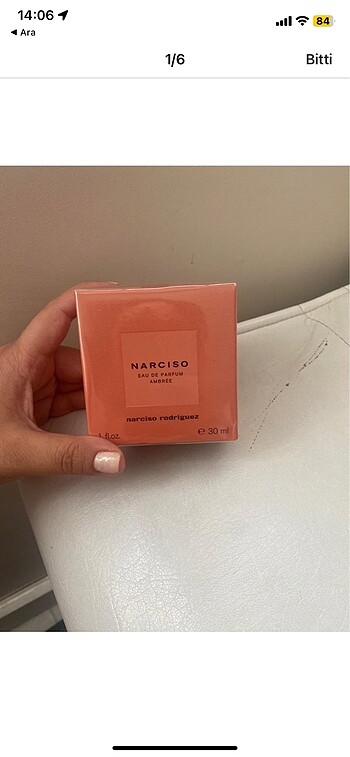 14:06
84
◀ Ara
1/6
Bitti
NARCISO
EAU DE PARFUM
AMBRÉE
narciso rodriguez
1 fl.oz.
℮ 30 ml